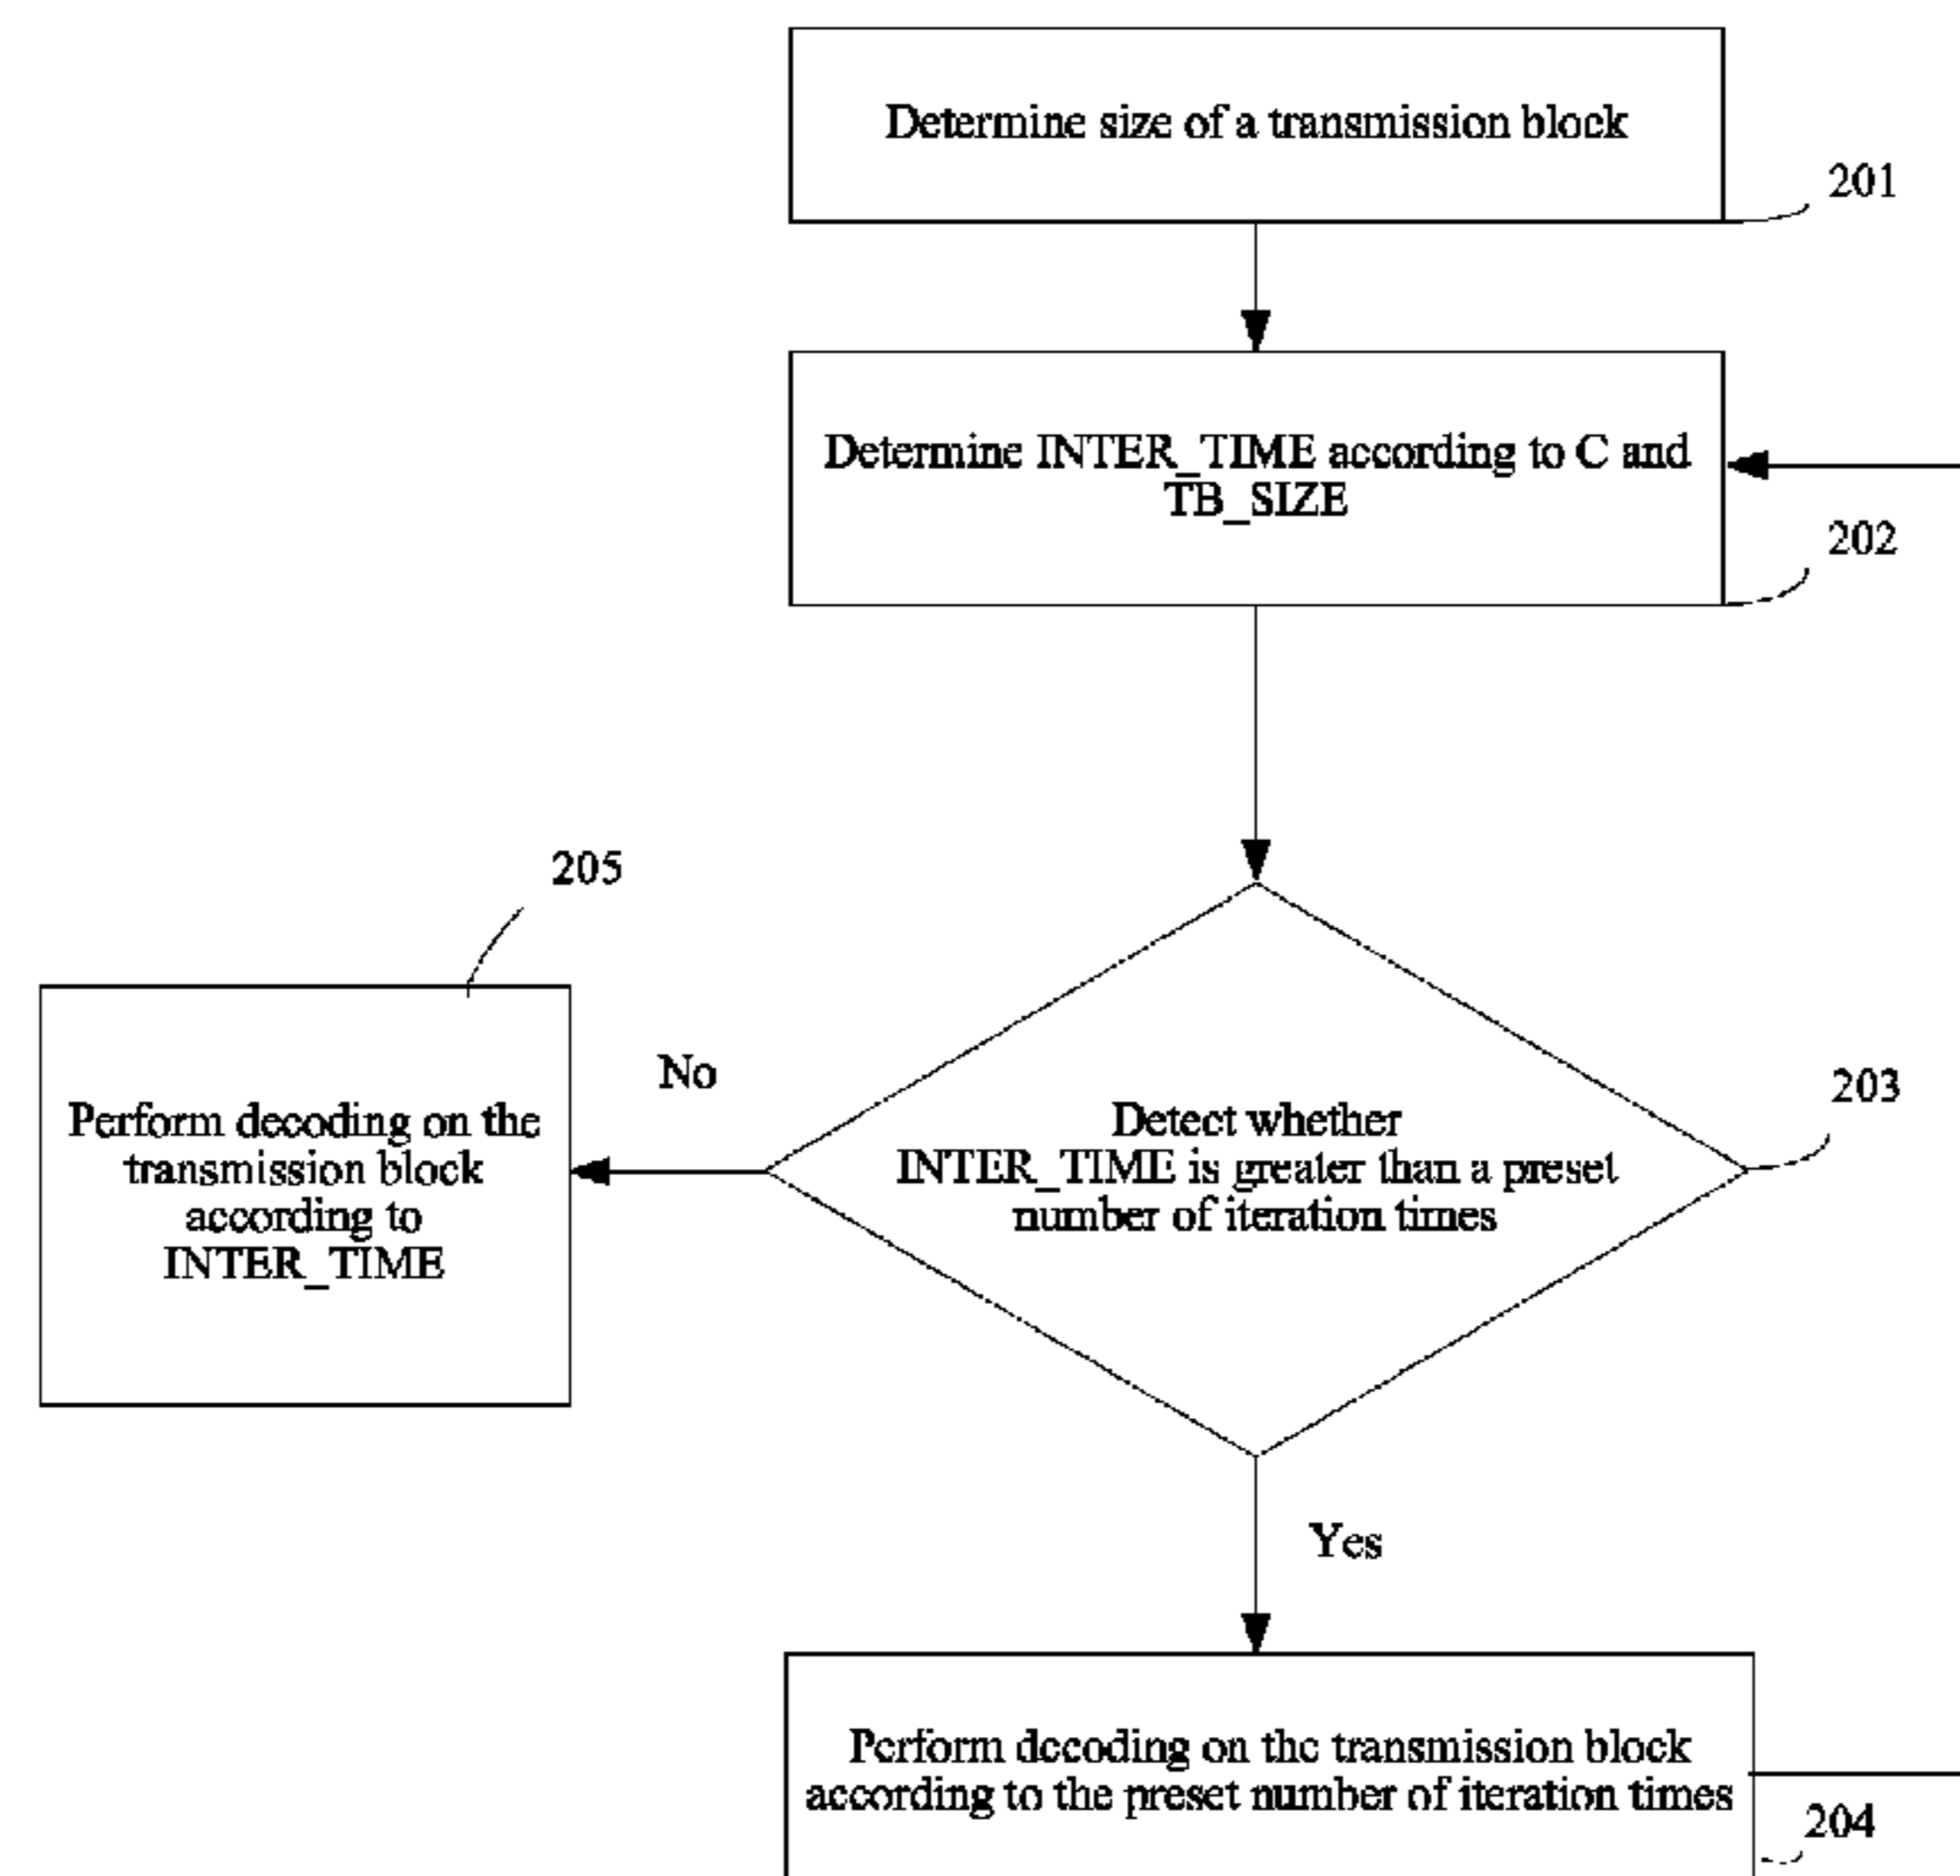 Determine size of a transmission block
201
Determine INTER_TIME according to C and
TB_SIZE
202
205
No
Perform decoding on the
transmission block
according to
INTER_TIME
Detect whether
INTER_TIME is greater than a preset
number of iteration times
203
Yes
Perform decoding on the transmission block
according to the preset number of iteration times
204